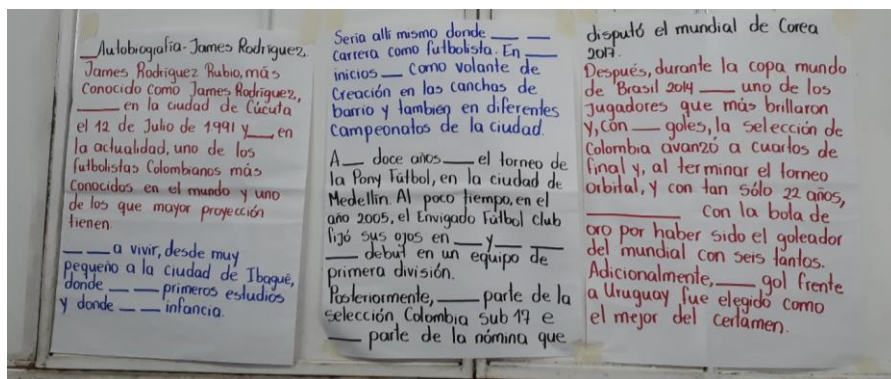 _Autobiografía-James Rodriguez.
James Rodriguez Rubio, más
conocido como James Rodriguez,
_____ en la ciudad de Cúcuta
el 12 de Julio de 1991 y ___ en
la actualidad, uno de los
futbolistas Colombianos más
conocidos en el mundo y uno
de los que mayor proyección
tienen.
___ ___ a vivir, desde muy
pequeño a la ciudad de Ibagué,
donde ___ ___ primeros estudios
y donde ___ ___ infancia.
Seria allí mismo donde ___ ___
carrera como futbolista. En ___
inicios ___ como volante de
creación en las canchas de
barrio y tambien en diferentes
campeonatos de la ciudad.
A ___ doce años ___ el torneo de
la Pony Fútbol, en la ciudad de
Medellin. Al poco tiempo, en el
año 2005, el Envigado Fútbol club
fijó sus ojos en ___ y ___ ___
___ debut en un equipo de
primera división.
Posteriormente, ___ parte de la
selección Colombia sub 17 e
___ parte de la nómina que
disputó el mundial de Corea
2017.
Después, durante la copa mundo
de Brasil 2014 ___ uno de los
jugadores que más brillaron
y, con ___ goles, la selección de
Colombia avanzó a cuartos de
final y, al terminar el torneo
orbital, y con tan sólo 22 años,
_______ con la bola de
oro por haber sido el goleador
del mundial con seis tantos.
Adicionalmente, ___ gol frente
a Uruguay fue elegido como
el mejor del certamen.